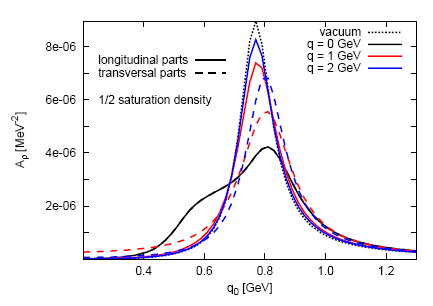 vacuum
q = 0 GeV
q = 1 GeV
q = 2 GeV
longitudinal parts
transversal parts
1/2 saturation density
8e-06
6e-06
4e-06
2e-06
Aρ [MeV-2]
0.4
0.6
0.8
1.0
1.2
q0 [GeV]